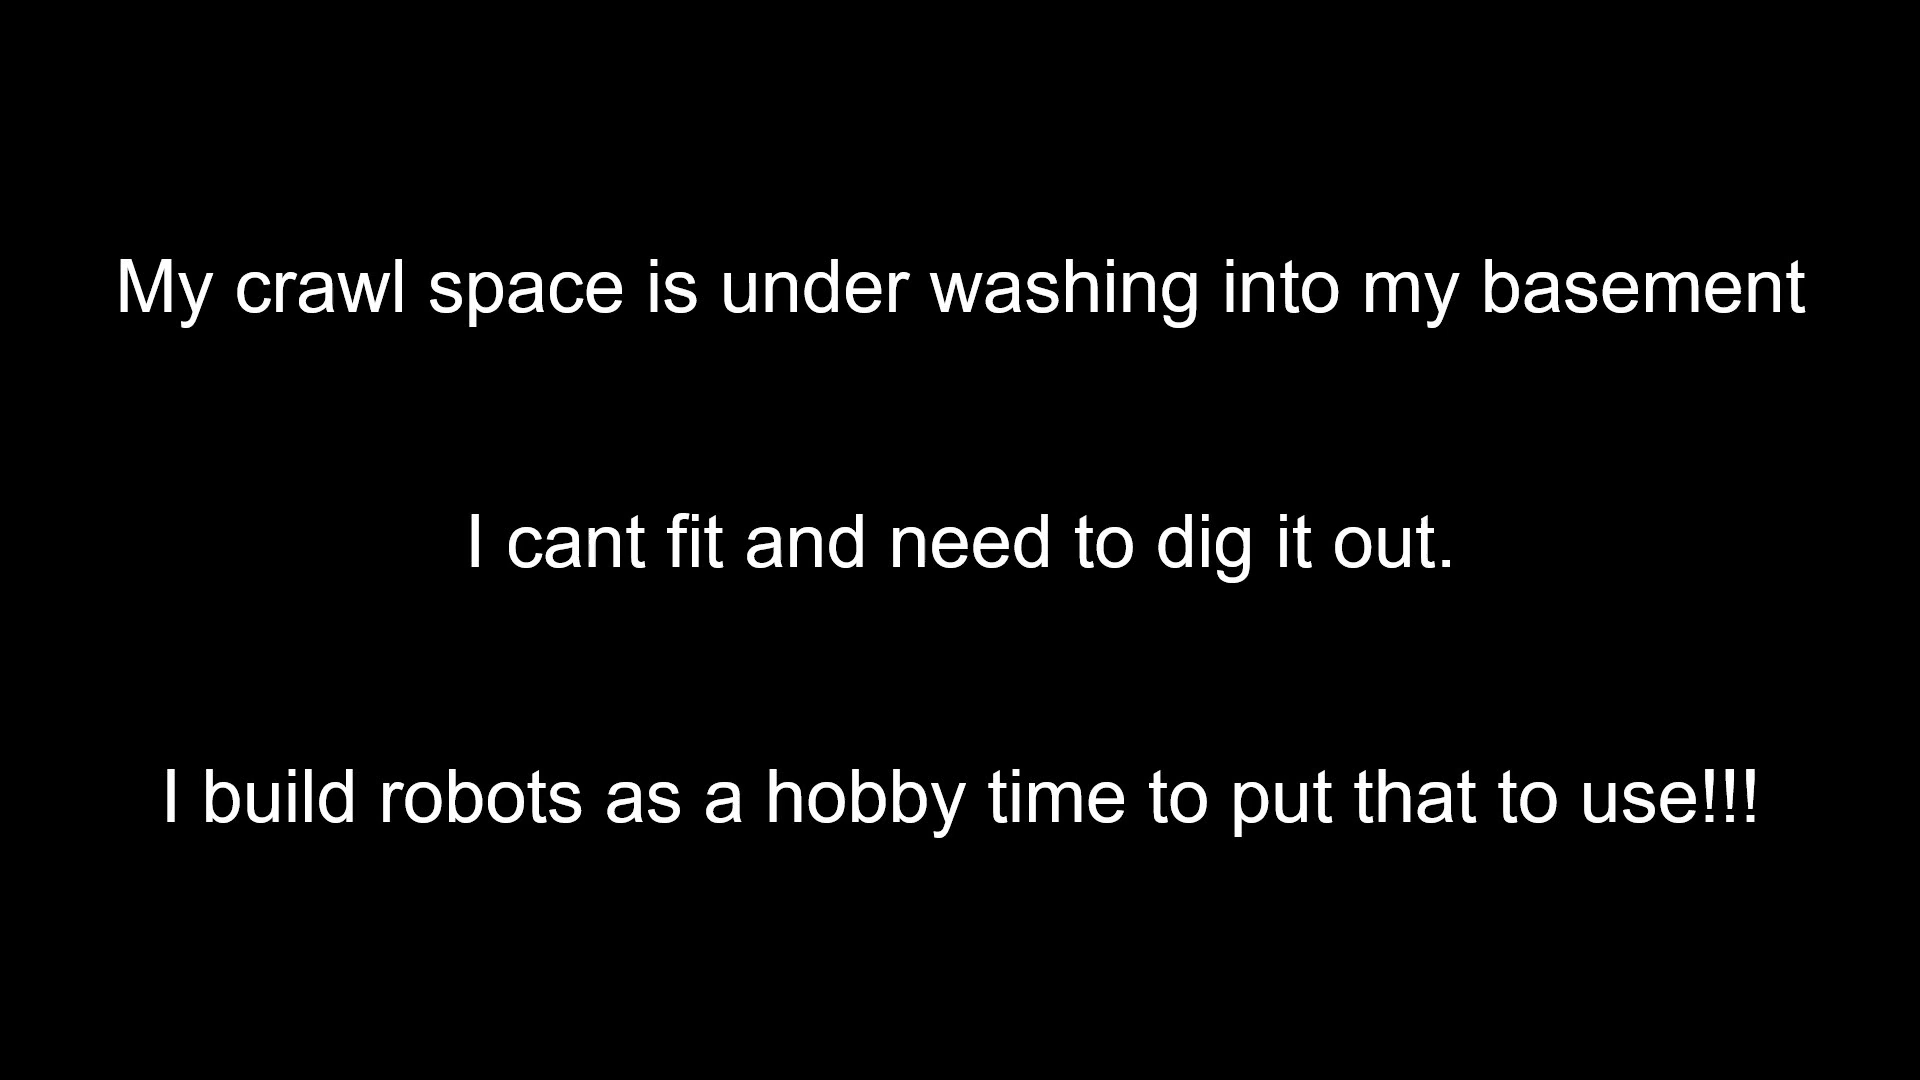 My crawl space is under washing into my basement
I cant fit and need to dig it out.
I build robots as a hobby time to put that to use!!!